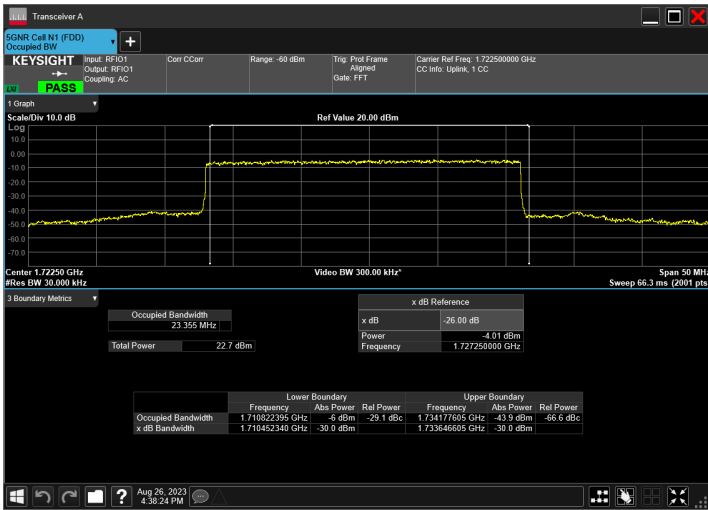 Transceiver A
5GNR Cell N1 (FDD)
Occupied BW
KEYSIGHT
LXI
PASS
Input: RFIO1
Output: RFIO1
Coupling: AC
Corr CCorr
Range: -60 dBm
Trig: Prot Frame
Aligned
Gate: FFT
Carrier Ref Freq: 1.722500000 GHz
CC Info: Uplink, 1 CC
1 Graph
Scale/Div 10.0 dB
Ref Value 20.00 dBm
Log
10.0
0.00
-10.0
-20.0
-30.0
-40.0
-50.0
-60.0
-70.0
Center 1.72250 GHz
Video BW 300.00 kHz*
Span 50 MHz
#Res BW 30.000 kHz
Sweep 66.3 ms (2001 pts
3 Boundary Metrics
Occupied Bandwidth
23.355 MHz
Total Power 22.7 dBm
x dB Reference
x dB -26.00 dB
Power -4.01 dBm
Frequency 1.727250000 GHz
Lower Boundary Upper Boundary
Frequency Abs Power Rel Power Frequency Abs Power Rel Power
Occupied Bandwidth 1.710822395 GHz -6 dBm -29.1 dBc 1.734177605 GHz -43.9 dBm -66.6 dBc
x dB Bandwidth 1.710452340 GHz -30.0 dBm 1.733646605 GHz -30.0 dBm
Aug 26, 2023
4:38:24 PM